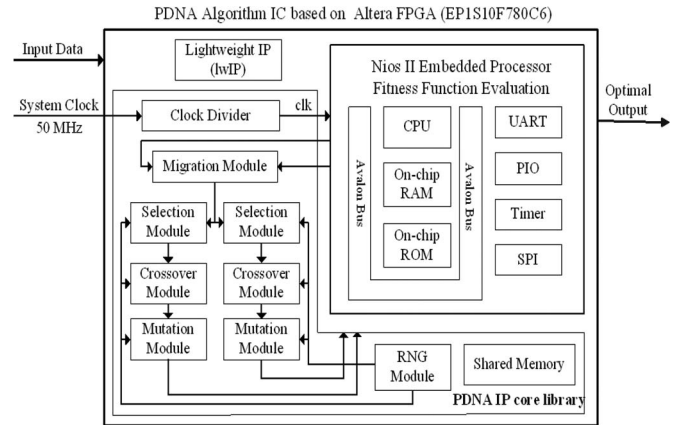 PDNA Algorithm IC based on Altera FPGA (EP1S10F780C6)
Input Data
Lightweight IP
(lwIP)
Nios II Embedded Processor
Fitness Function Evaluation
Optimal
Output
System Clock
50 MHz
Clock Divider
clk
CPU
UART
Migration Module
Avalon Bus
On-chip
RAM
Avalon Bus
PIO
Selection
Module
Selection
Module
On-chip
ROM
Timer
Crossover
Module
Crossover
Module
SPI
Mutation
Module
Mutation
Module
RNG
Module
Shared Memory
PDNA IP core library